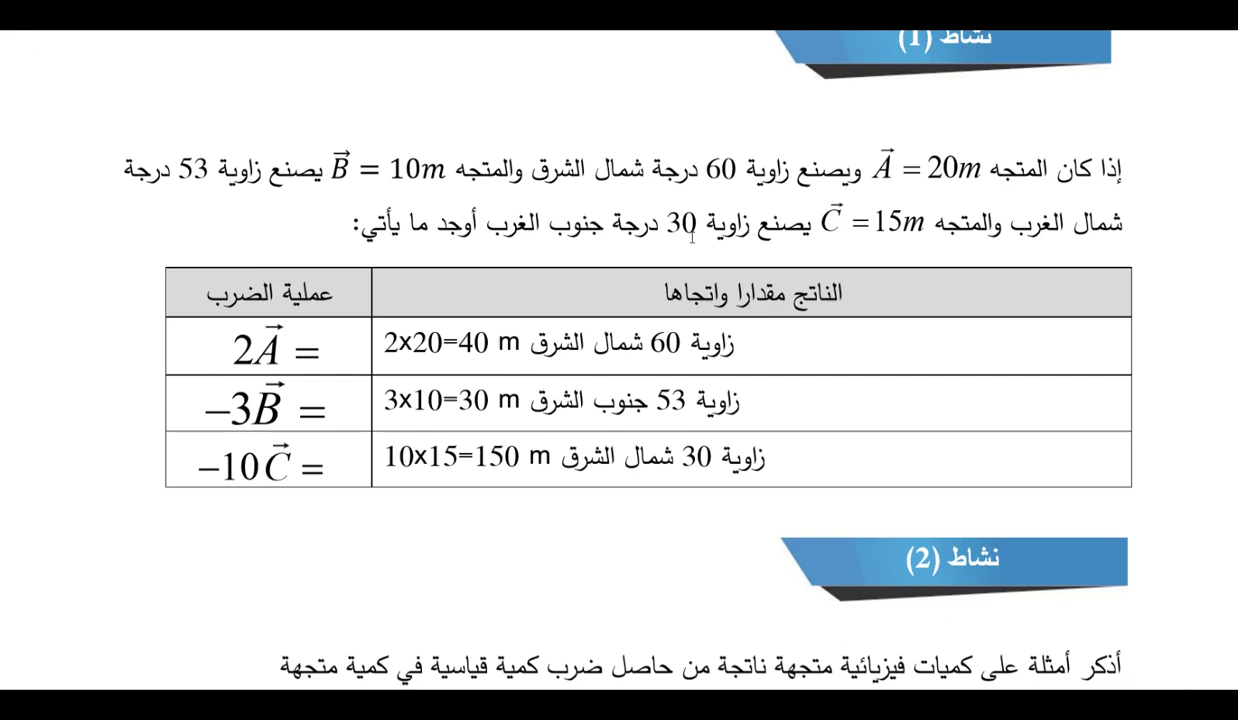 نشاط (1)
إذا كان المتجه A⃗ = 20m ويصنع زاوية 60 درجة شمال الشرق والمتجه B⃗ = 10m يصنع زاوية 53 درجة
شمال الغرب والمتجه C⃗ = 15m يصنع زاوية 30 درجة جنوب الغرب أوجد ما يأتي:
الناتج مقدارا واتجاها عملية الضرب
2x20=40 m زاوية 60 شمال الشرق 2A⃗ =
3x10=30 m زاوية 53 جنوب الشرق −3B⃗ =
10x15=150 m زاوية 30 شمال الشرق −10C⃗ =
نشاط (2)
أذكر أمثلة على كميات فيزيائية متجهة ناتجة من حاصل ضرب كمية قياسية في كمية متجهة